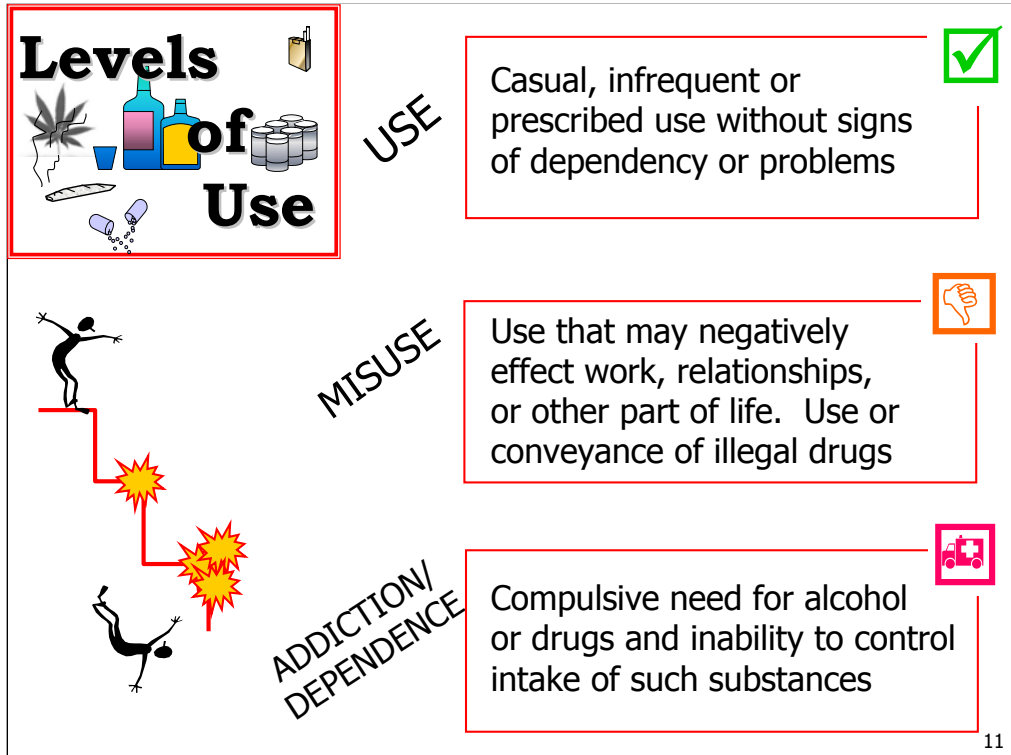 Levels
of
Use
USE
Casual, infrequent or
prescribed use without signs
of dependency or problems
MISUSE
Use that may negatively
effect work, relationships,
or other part of life.  Use or
conveyance of illegal drugs
ADDICTION/
DEPENDENCE
Compulsive need for alcohol
or drugs and inability to control
intake of such substances
11